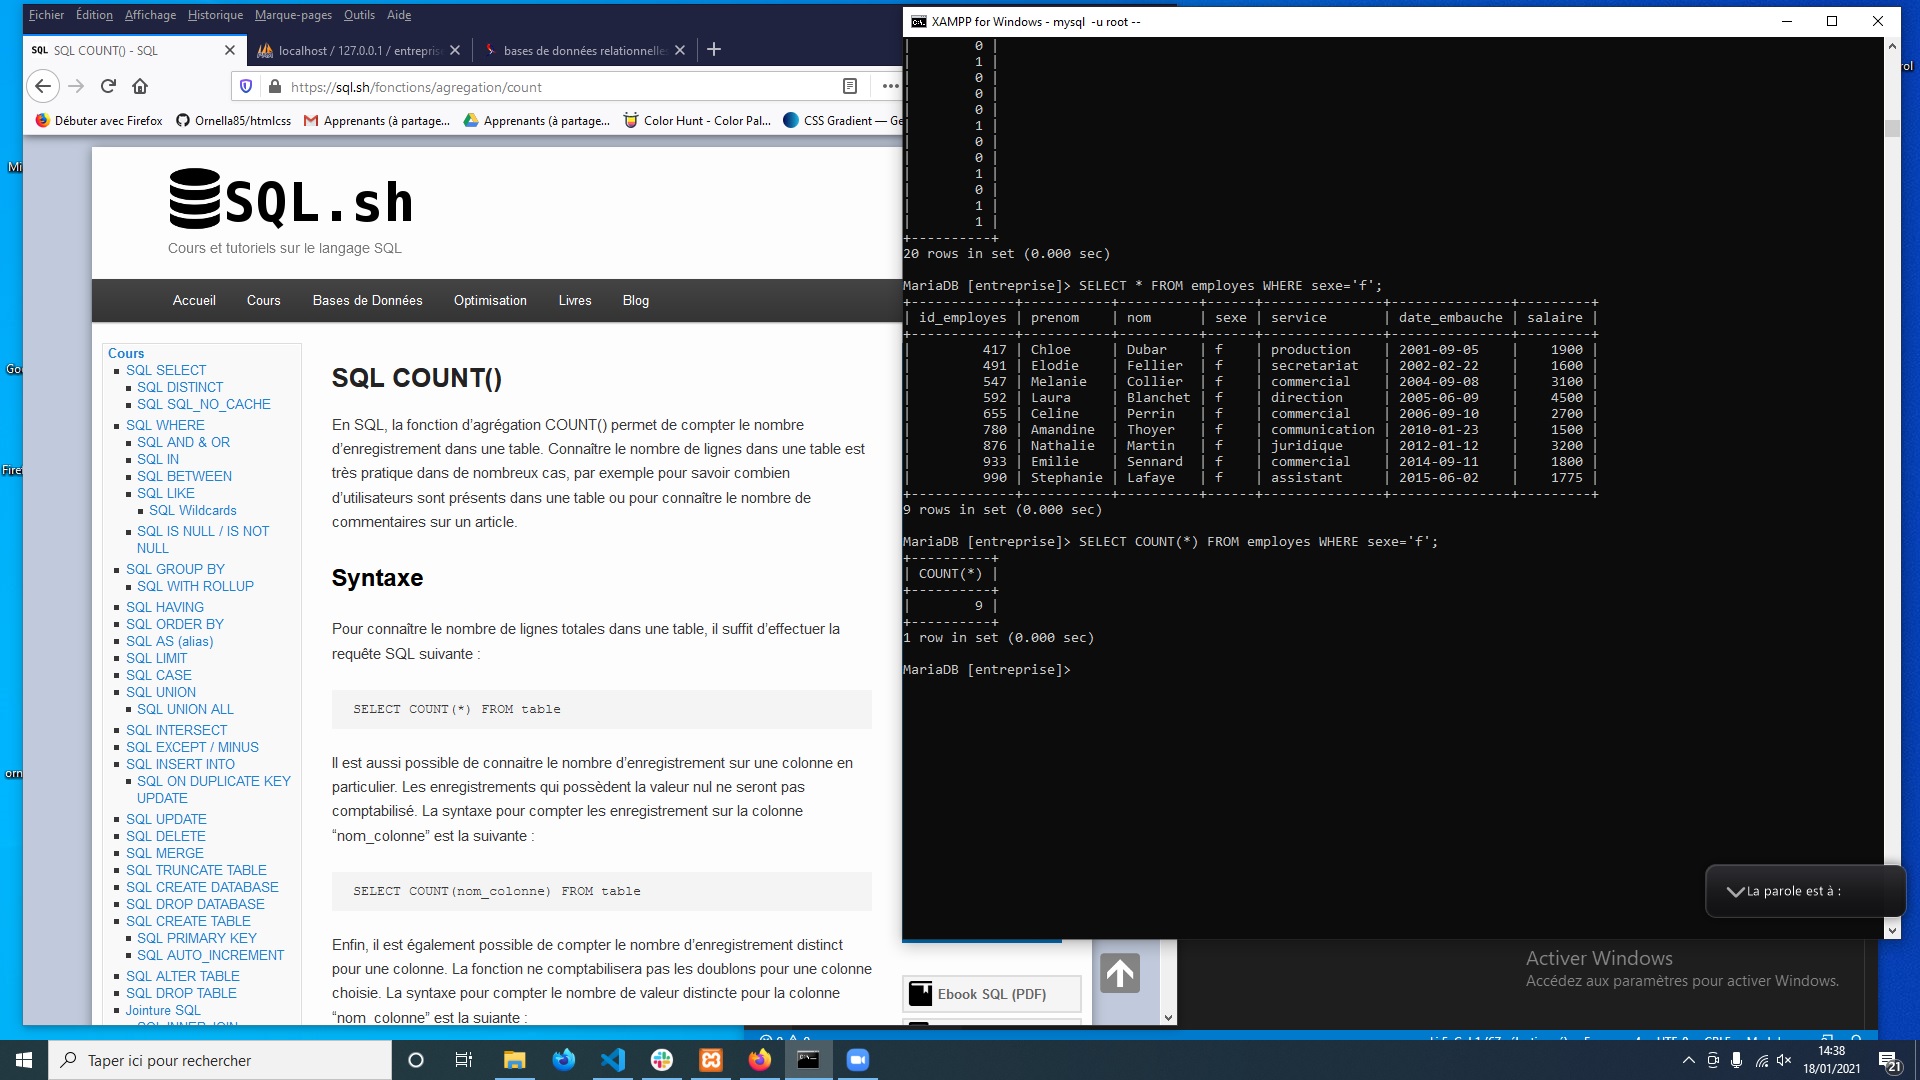 Fichier Édition Affichage Historique Marque-pages Outils Aide
SQL SQL COUNT() - SQL
localhost / 127.0.0.1 / entrepris
bases de données relationnelle
https://sql.sh/fonctions/agregation/count
Débuter avec Firefox Ornella85/htmlcss Apprenants (à partage... Apprenants (à partage... Color Hunt - Color Pal... CSS Gradient — Ge
SQL.sh
Cours et tutoriels sur le langage SQL
Accueil Cours Bases de Données Optimisation Livres Blog
Cours
SQL SELECT
SQL DISTINCT
SQL SQL_NO_CACHE
SQL WHERE
SQL AND & OR
SQL IN
SQL BETWEEN
SQL LIKE
SQL Wildcards
SQL IS NULL / IS NOT
NULL
SQL GROUP BY
SQL WITH ROLLUP
SQL HAVING
SQL ORDER BY
SQL AS (alias)
SQL LIMIT
SQL CASE
SQL UNION
SQL UNION ALL
SQL INTERSECT
SQL EXCEPT / MINUS
SQL INSERT INTO
SQL ON DUPLICATE KEY
UPDATE
SQL UPDATE
SQL DELETE
SQL MERGE
SQL TRUNCATE TABLE
SQL CREATE DATABASE
SQL DROP DATABASE
SQL CREATE TABLE
SQL PRIMARY KEY
SQL AUTO_INCREMENT
SQL ALTER TABLE
SQL DROP TABLE
Jointure SQL
SQL INNER JOIN
SQL COUNT()
En SQL, la fonction d’agrégation COUNT() permet de compter le nombre
d’enregistrement dans une table. Connaître le nombre de lignes dans une table est
très pratique dans de nombreux cas, par exemple pour savoir combien
d’utilisateurs sont présents dans une table ou pour connaître le nombre de
commentaires sur un article.
Syntaxe
Pour connaître le nombre de lignes totales dans une table, il suffit d’effectuer la
requête SQL suivante :
SELECT COUNT(*) FROM table
Il est aussi possible de connaitre le nombre d’enregistrement sur une colonne en
particulier. Les enregistrements qui possèdent la valeur nul ne seront pas
comptabilisé. La syntaxe pour compter les enregistrement sur la colonne
“nom_colonne” est la suivante :
SELECT COUNT(nom_colonne) FROM table
Enfin, il est également possible de compter le nombre d’enregistrement distinct
pour une colonne. La fonction ne comptabilisera pas les doublons pour une colonne
choisie. La syntaxe pour compter le nombre de valeur distincte pour la colonne
“nom_colonne” est la suiante :
Ebook SQL (PDF)
XAMPP for Windows - mysql -u root --
| 0 |
| 1 |
| 0 |
| 0 |
| 0 |
| 1 |
| 0 |
| 0 |
| 1 |
| 0 |
| 1 |
| 1 |
+----------+
20 rows in set (0.000 sec)
MariaDB [entreprise]> SELECT * FROM employes WHERE sexe='f';
+-------------+-----------+----------+------+---------------+---------------+---------+
| id_employes | prenom | nom | sexe | service | date_embauche | salaire |
+-------------+-----------+----------+------+---------------+---------------+---------+
| 417 | Chloe | Dubar | f | production | 2001-09-05 | 1900 |
| 491 | Elodie | Fellier | f | secretariat | 2002-02-22 | 1600 |
| 547 | Melanie | Collier | f | commercial | 2004-09-08 | 3100 |
| 592 | Laura | Blanchet | f | direction | 2005-06-09 | 4500 |
| 655 | Celine | Perrin | f | commercial | 2006-09-10 | 2700 |
| 780 | Amandine | Thoyer | f | communication | 2010-01-23 | 1500 |
| 876 | Nathalie | Martin | f | juridique | 2012-01-12 | 3200 |
| 933 | Emilie | Sennard | f | commercial | 2014-09-11 | 1800 |
| 990 | Stephanie | Lafaye | f | assistant | 2015-06-02 | 1775 |
+-------------+-----------+----------+------+---------------+---------------+---------+
9 rows in set (0.000 sec)
MariaDB [entreprise]> SELECT COUNT(*) FROM employes WHERE sexe='f';
+----------+
| COUNT(*) |
+----------+
| 9 |
+----------+
1 row in set (0.000 sec)
MariaDB [entreprise]>
La parole est à :
Activer Windows
Accédez aux paramètres pour activer Windows.
Mi
Goo
Firef
orn
rol
Taper ici pour rechercher
14:38
18/01/2021
21